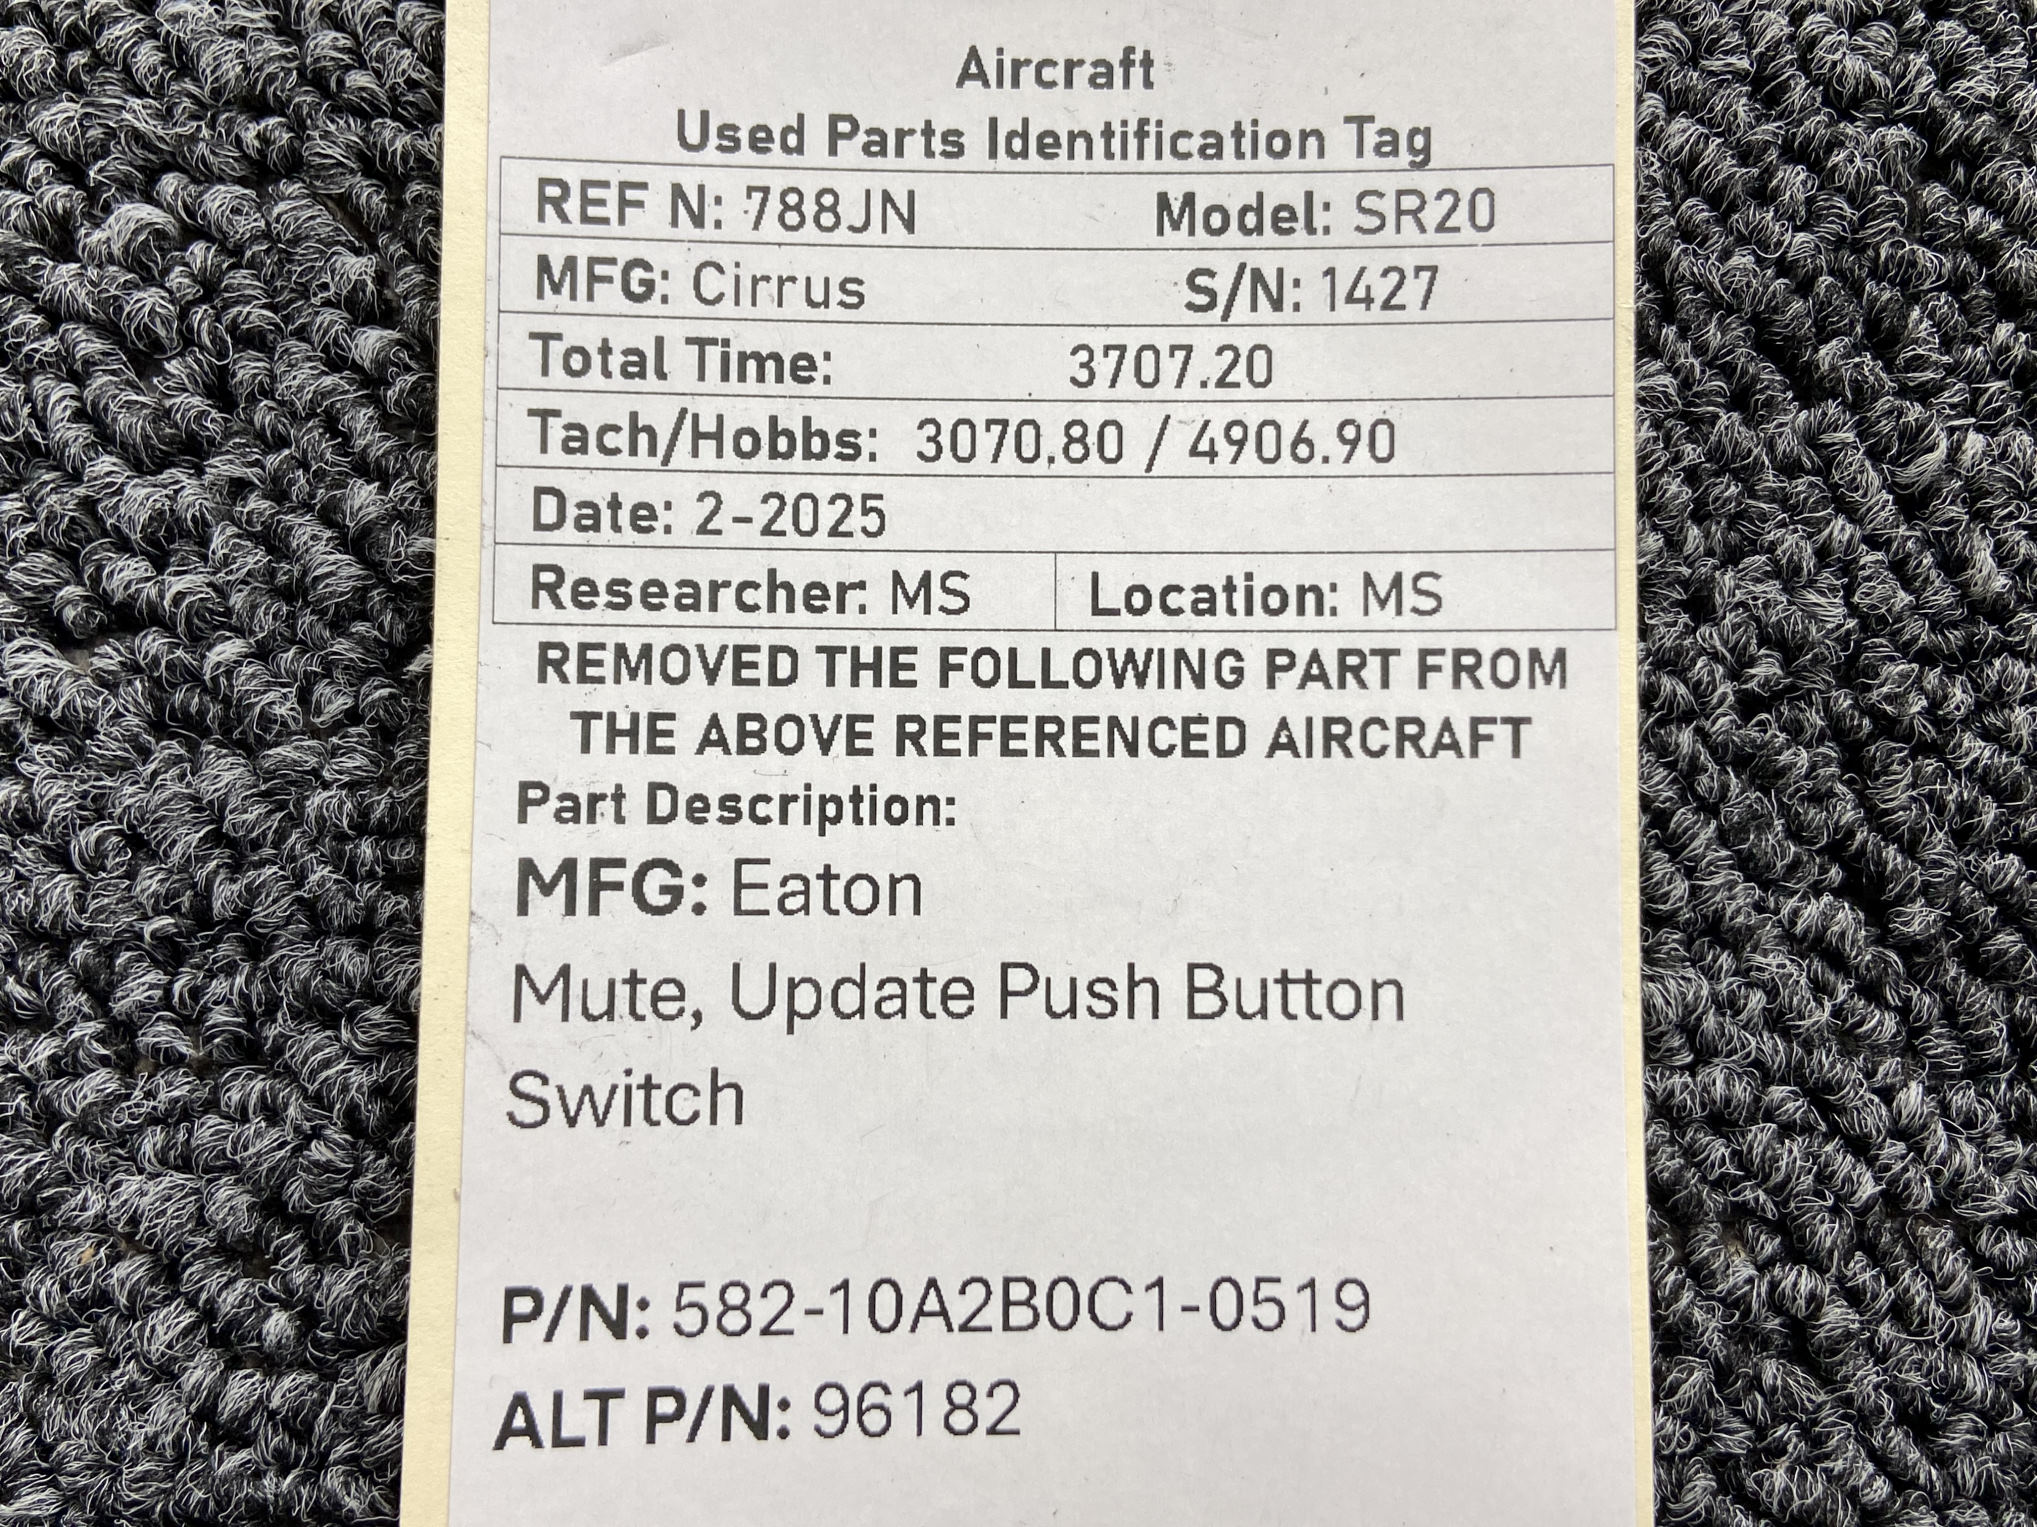 Aircraft
Used Parts Identification Tag
REF N: 788JN Model: SR20
MFG: Cirrus S/N: 1427
Total Time: 3707.20
Tach/Hobbs: 3070.80 / 4906.90
Date: 2-2025
Researcher: MS Location: MS
REMOVED THE FOLLOWING PART FROM
THE ABOVE REFERENCED AIRCRAFT
Part Description:
MFG: Eaton
Mute, Update Push Button
Switch
P/N: 582-10A2B0C1-0519
ALT P/N: 96182